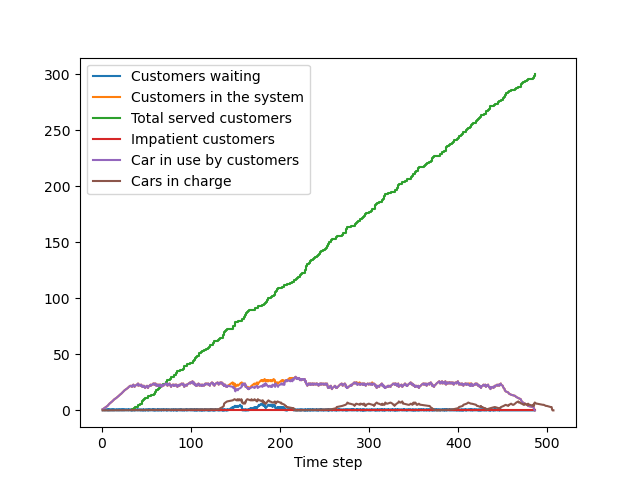 300
250
200
150
100
50
0
Customers waiting
Customers in the system
Total served customers
Impatient customers
Car in use by customers
Cars in charge
0 100 200 300 400 500
Time step